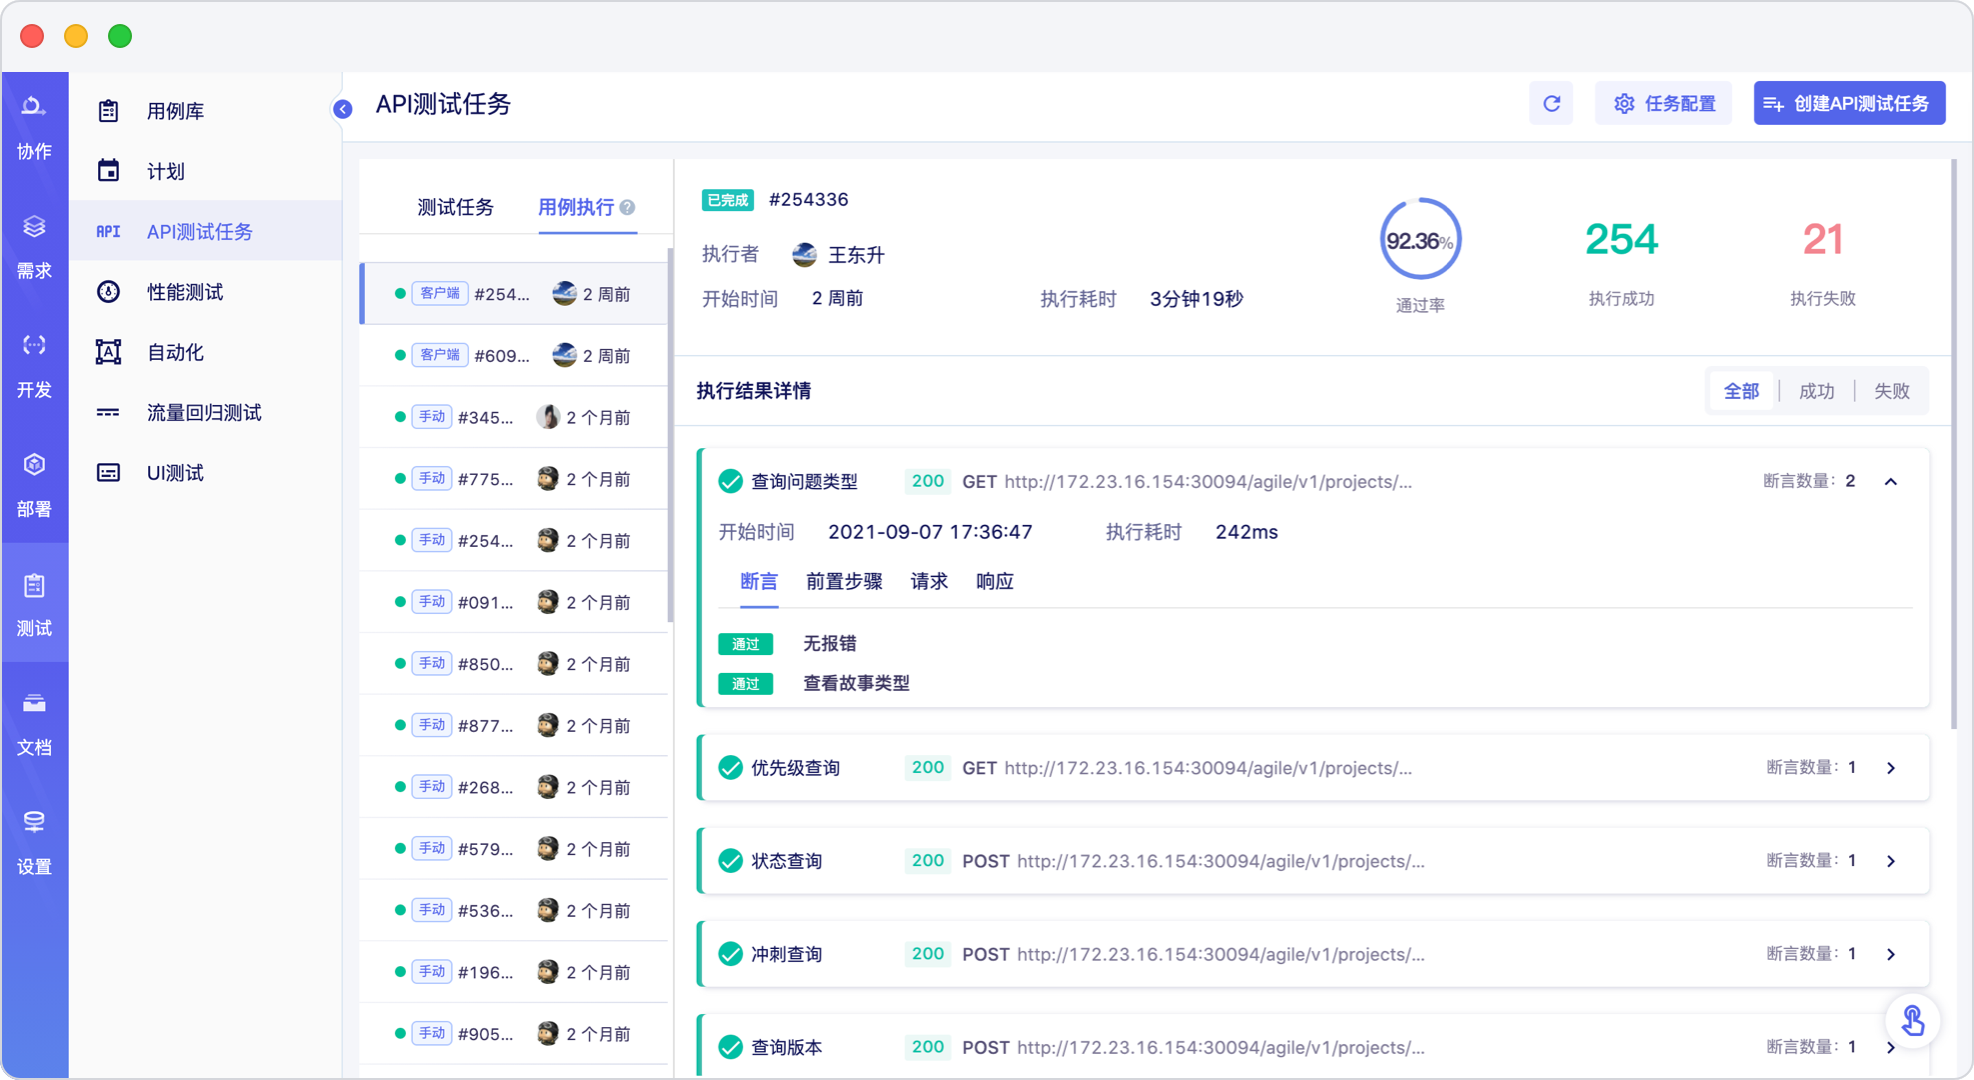 协作
需求
开发
部署
测试
文档
设置
用例库
计划
API API测试任务
性能测试
自动化
流量回归测试
UI测试
API测试任务
任务配置
创建API测试任务
测试任务 用例执行 ?
客户端 #254... 2 周前
客户端 #609... 2 周前
手动 #345... 2 个月前
手动 #775... 2 个月前
手动 #254... 2 个月前
手动 #091... 2 个月前
手动 #850... 2 个月前
手动 #877... 2 个月前
手动 #268... 2 个月前
手动 #579... 2 个月前
手动 #536... 2 个月前
手动 #196... 2 个月前
手动 #905... 2 个月前
已完成 #254336
执行者 王东升
开始时间 2 周前 执行耗时 3分钟19秒
92.36%
通过率
254
执行成功
21
执行失败
执行结果详情
全部 成功 失败
查询问题类型 200 GET http://172.23.16.154:30094/agile/v1/projects/... 断言数量: 2
开始时间 2021-09-07 17:36:47 执行耗时 242ms
断言 前置步骤 请求 响应
通过 无报错
通过 查看故事类型
优先级查询 200 GET http://172.23.16.154:30094/agile/v1/projects/... 断言数量: 1
状态查询 200 POST http://172.23.16.154:30094/agile/v1/projects/... 断言数量: 1
冲刺查询 200 POST http://172.23.16.154:30094/agile/v1/projects/... 断言数量: 1
查询版本 200 POST http://172.23.16.154:30094/agile/v1/projects/... 断言数量: 1